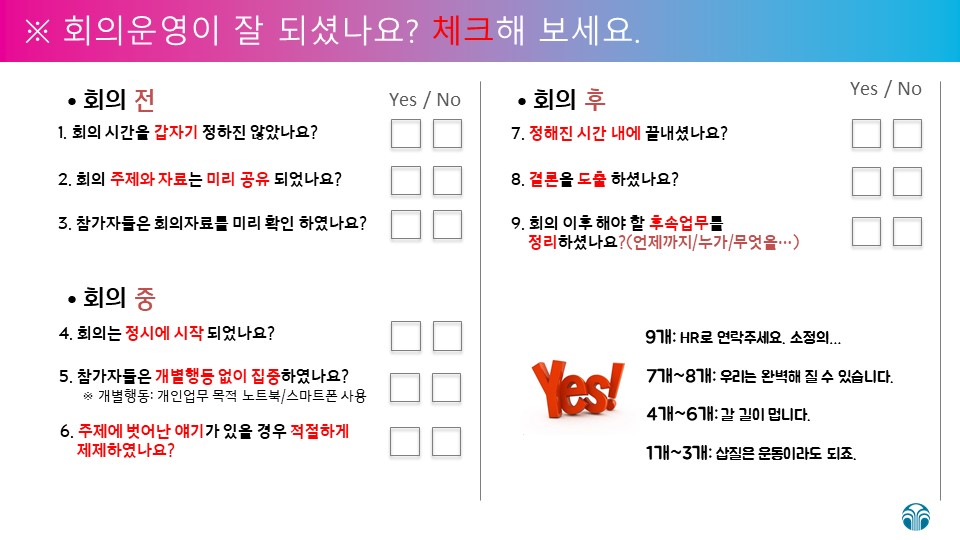 ※ 회의운영이 잘 되셨나요? 체크해 보세요.
• 회의 전
Yes / No
1. 회의 시간을 갑자기 정하진 않았나요?
2. 회의 주제와 자료는 미리 공유 되었나요?
3. 참가자들은 회의자료를 미리 확인 하였나요?
• 회의 중
4. 회의는 정시에 시작 되었나요?
5. 참가자들은 개별행동 없이 집중하였나요?
※ 개별행동: 개인업무 목적 노트북/스마트폰 사용
6. 주제에 벗어난 얘기가 있을 경우 적절하게
제제하였나요?
• 회의 후
Yes / No
7. 정해진 시간 내에 끝내셨나요?
8. 결론을 도출 하셨나요?
9. 회의 이후 해야 할 후속업무를
정리하셨나요?(언제까지/누가/무엇을…)
Yes!
9개: HR로 연락주세요. 소정의...
7개~8개: 우리는 완벽해 질 수 있습니다.
4개~6개: 갈 길이 멉니다.
1개~3개: 삽질은 운동이라도 되죠.